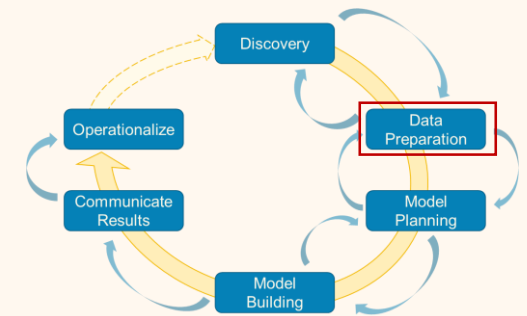 Discovery
Data
Preparation
Model
Planning
Model
Building
Communicate
Results
Operationalize